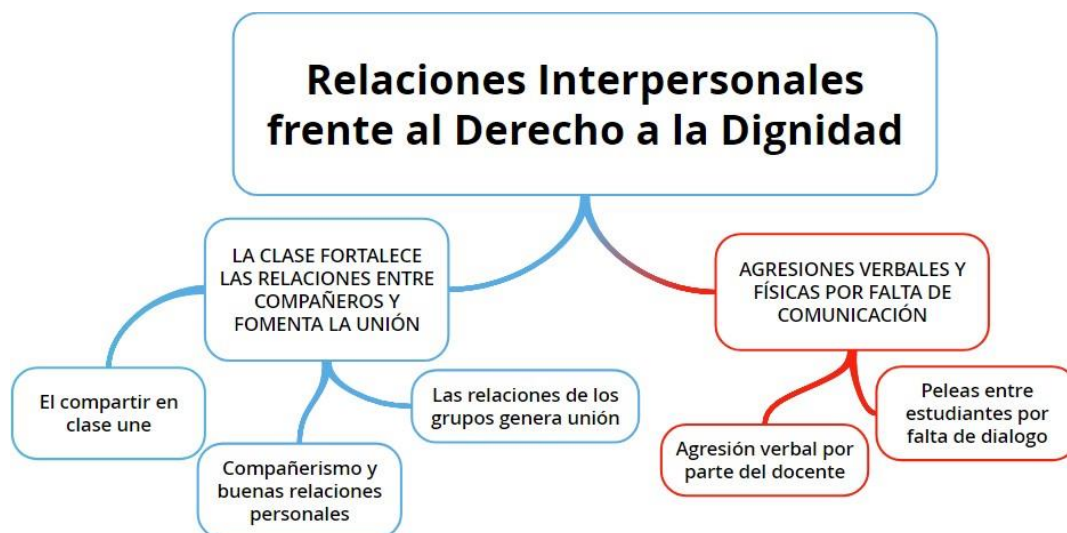 Relaciones Interpersonales
frente al Derecho a la Dignidad
LA CLASE FORTALECE
LAS RELACIONES ENTRE
COMPAÑEROS Y
FOMENTA LA UNIÓN
AGRESIONES VERBALES Y
FÍSICAS POR FALTA DE
COMUNICACIÓN
El compartir en
clase une
Compañerismo y
buenas relaciones
personales
Las relaciones de los
grupos genera unión
Agresión verbal por
parte del docente
Peleas entre
estudiantes por
falta de dialogo